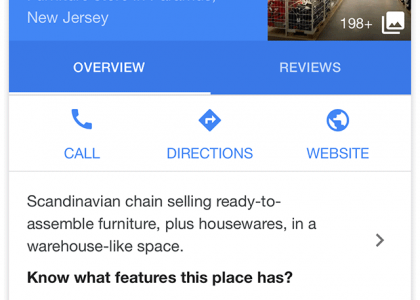 New Jersey
198+
OVERVIEW REVIEWS
CALL DIRECTIONS WEBSITE
Scandinavian chain selling ready-to-
assemble furniture, plus housewares, in a
warehouse-like space.
Know what features this place has?